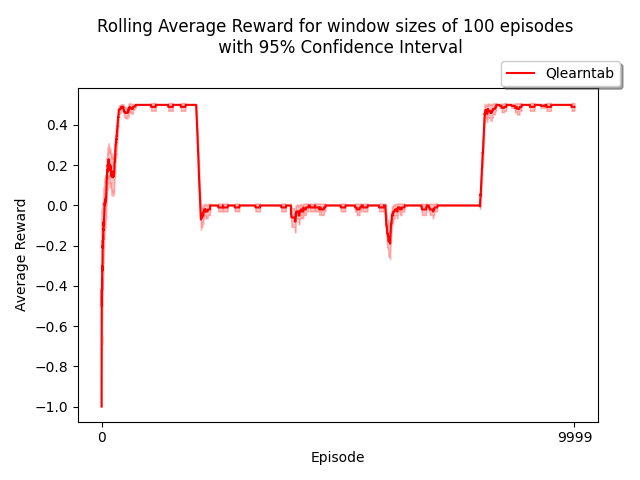 Rolling Average Reward for window sizes of 100 episodes
with 95% Confidence Interval
Qlearntab
0.4
0.2
0.0
−0.2
−0.4
−0.6
−0.8
−1.0
Average Reward
0
9999
Episode